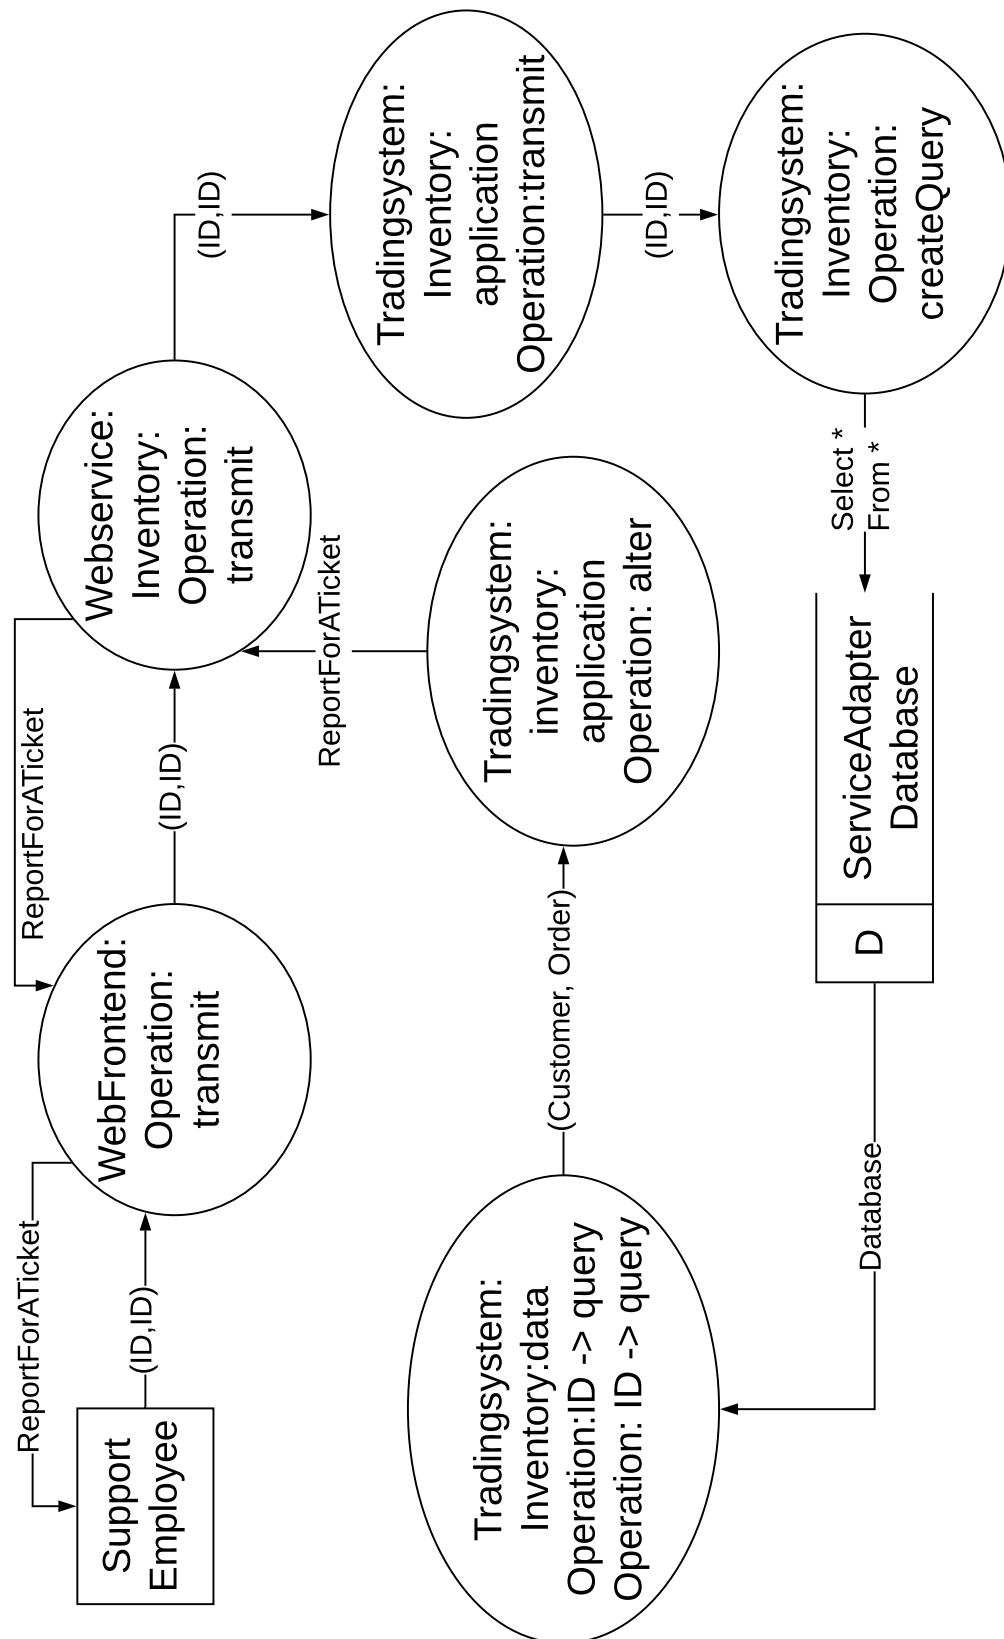 Support
Employee
ReportForATicket
(ID,ID)
WebFrontend:
Operation:
transmit
ReportForATicket
(ID,ID)
Webservice:
Inventory:
Operation:
transmit
(ID,ID)
Tradingsystem:
Inventory:
application
Operation:transmit
(ID,ID)
Tradingsystem:
Inventory:
Operation:
createQuery
Select *
From *
D
ServiceAdapter
Database
Database
Tradingsystem:
Inventory:data
Operation:ID -> query
Operation: ID -> query
(Customer, Order)
Tradingsystem:
inventory:
application
Operation: alter
ReportForATicket